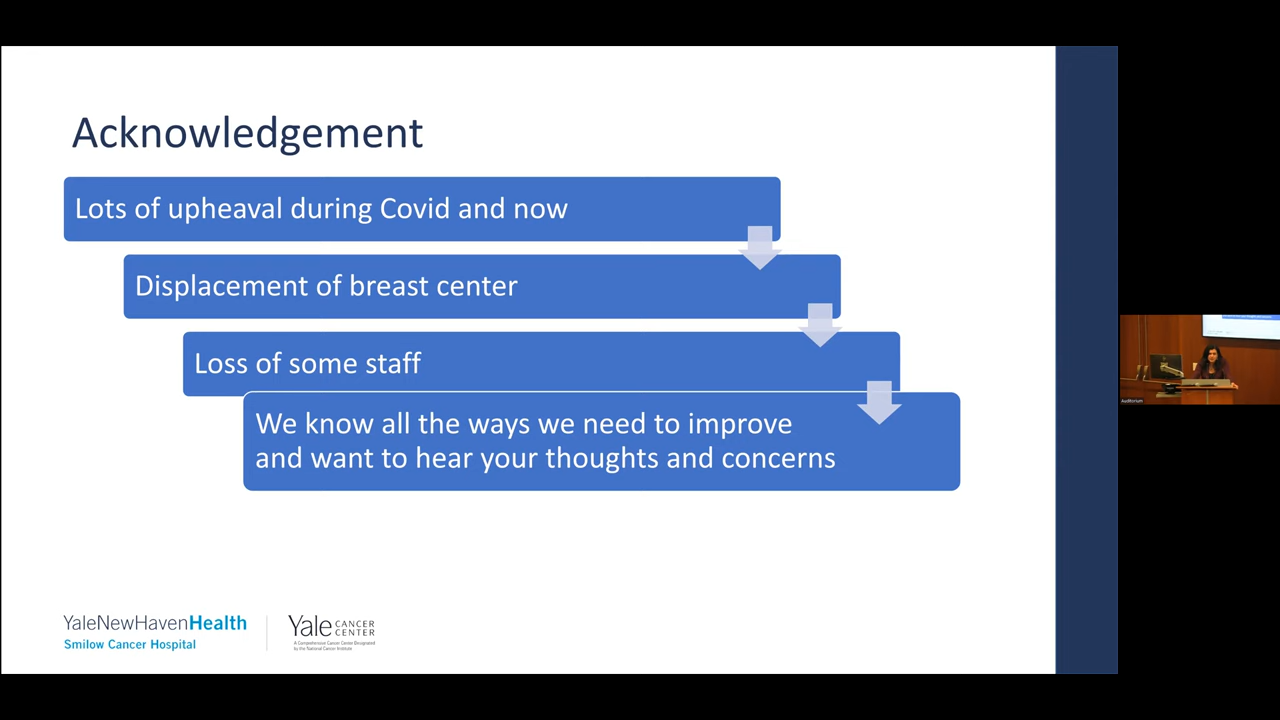 Acknowledgement
Lots of upheaval during Covid and now
Displacement of breast center
Loss of some staff
We know all the ways we need to improve
and want to hear your thoughts and concerns
YaleNewHavenHealth
Smilow Cancer Hospital
Yale CANCER
CENTER
A Comprehensive Cancer Center Designated
by the National Cancer Institute
Auditorium